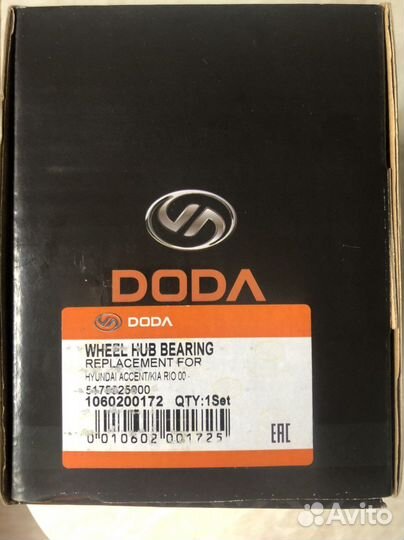 DODA
DODA
WHEEL HUB BEARING
REPLACEMENT FOR
HYUNDAI ACCENT/KIA RIO 00 -
1060200172 QTY:1Set
0 010602 001725
EAC
Avito